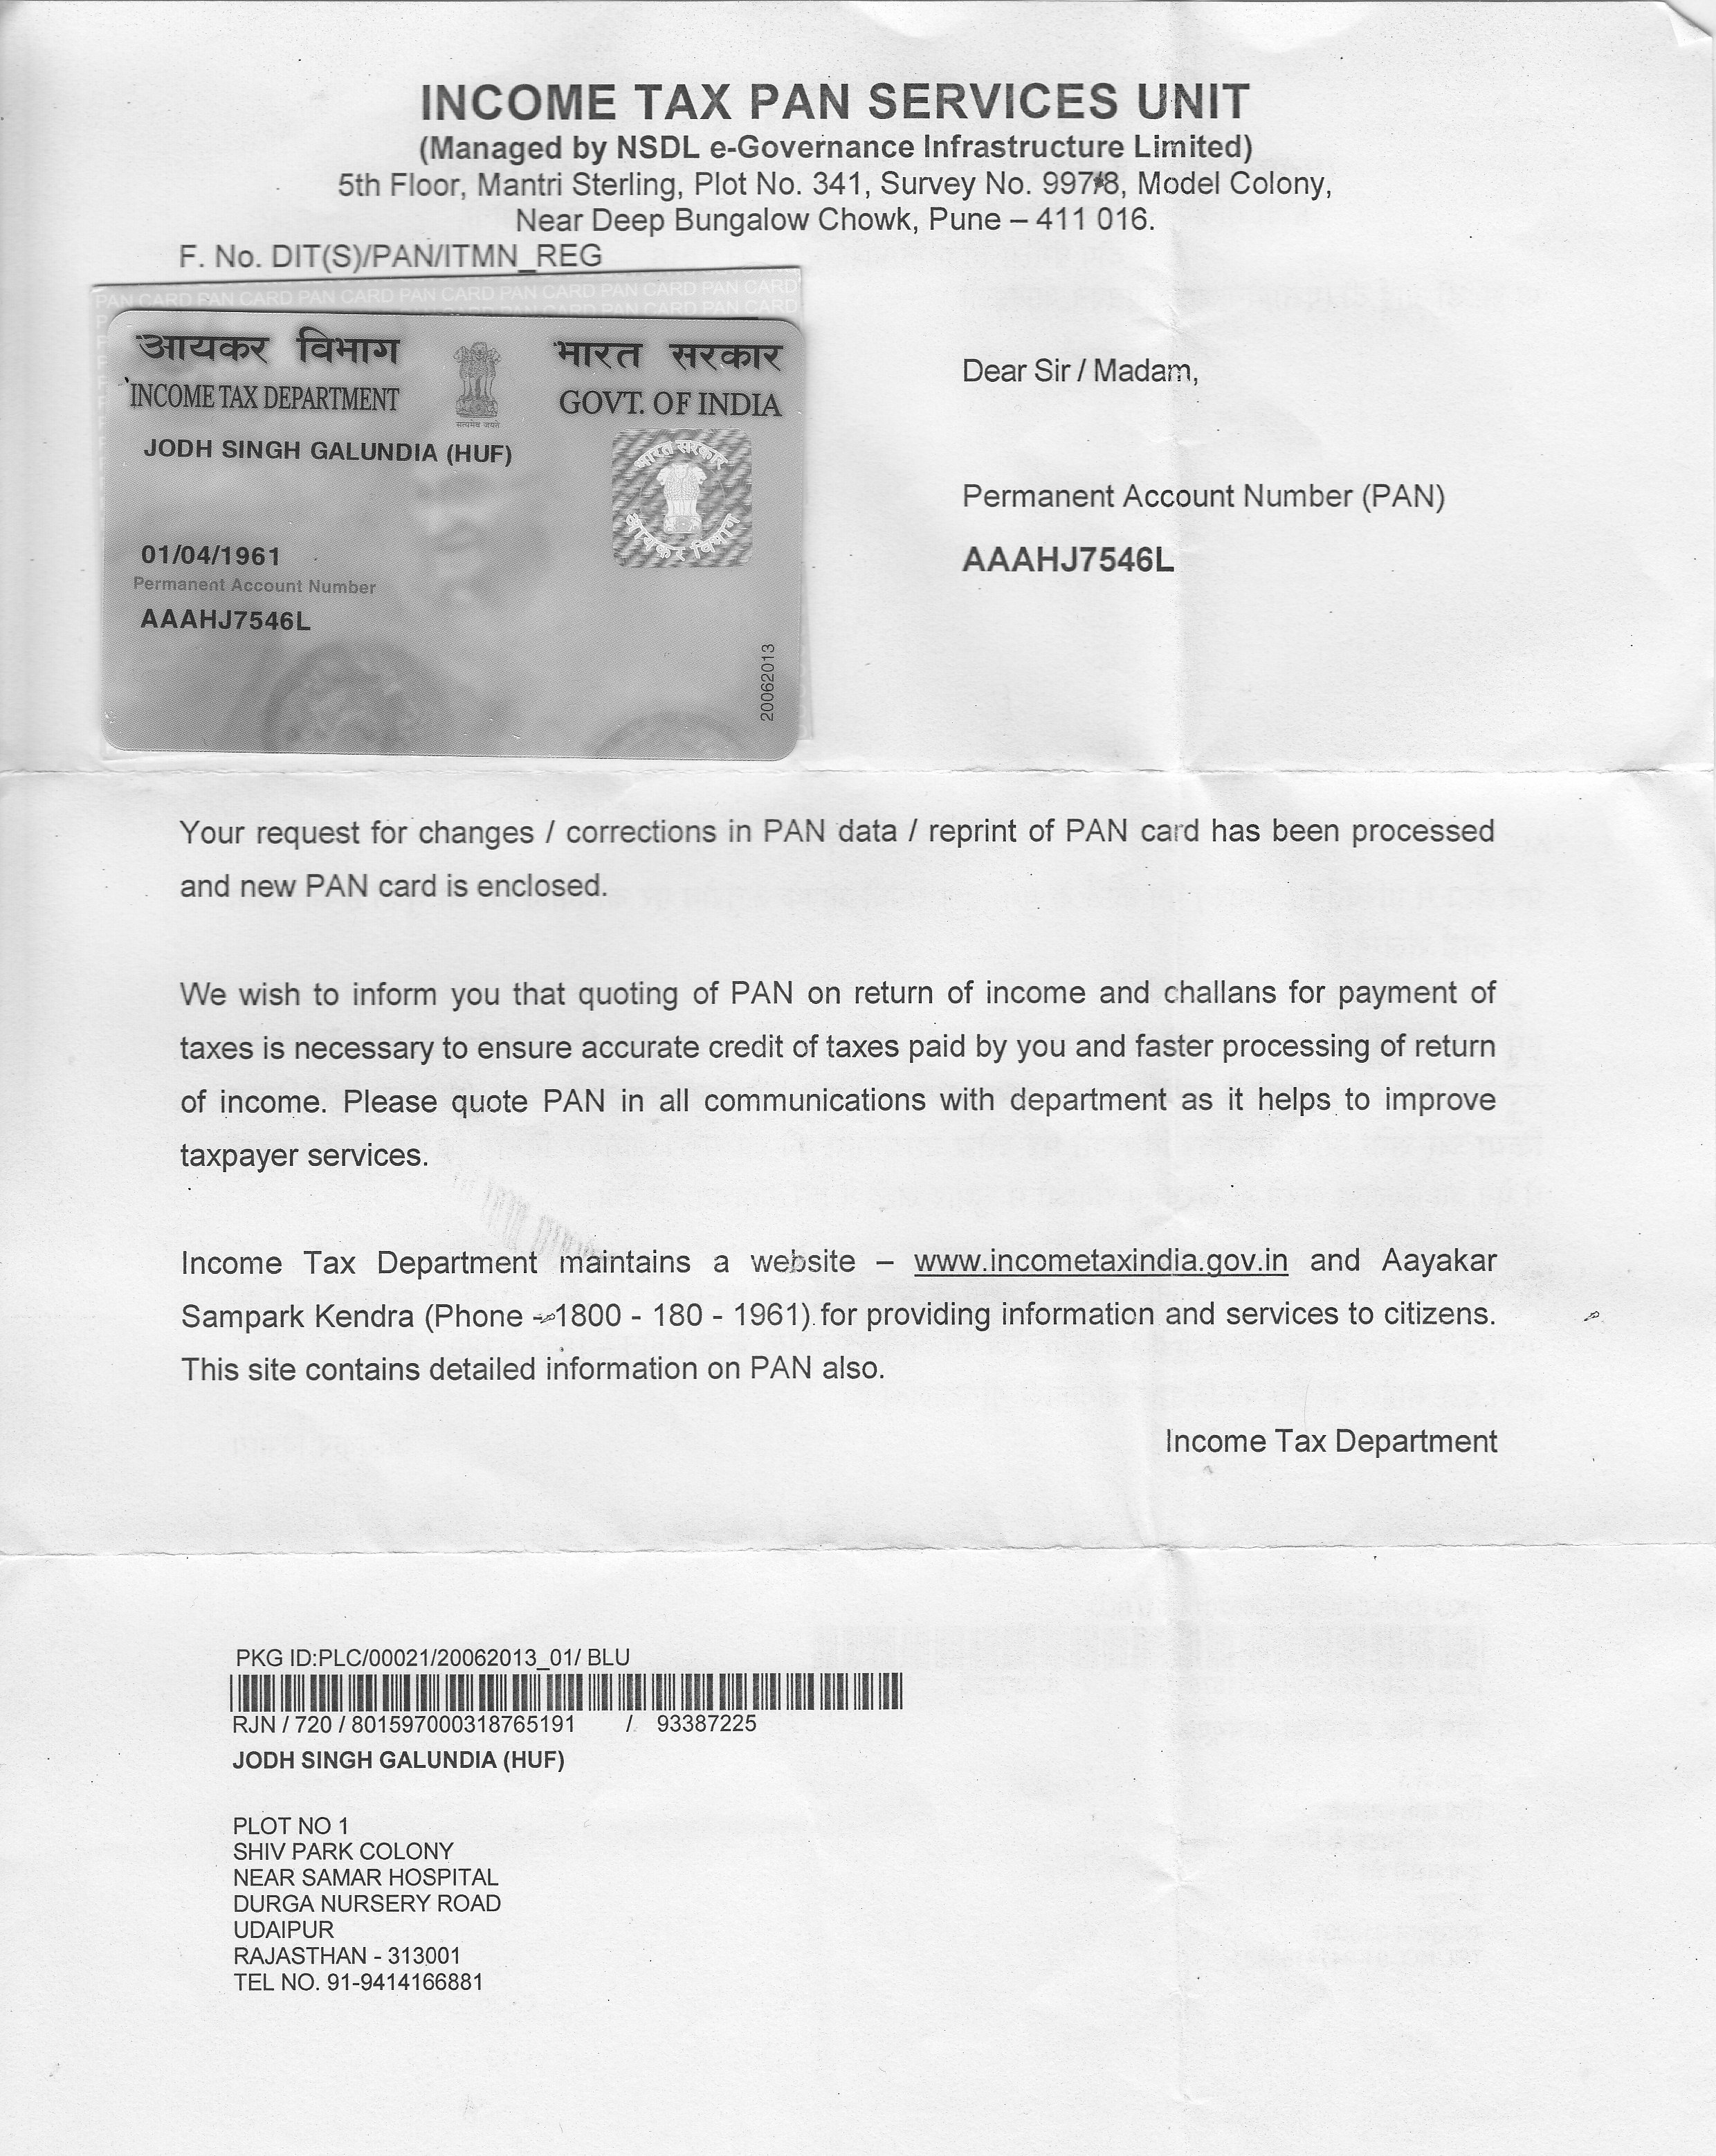 INCOME TAX PAN SERVICES UNIT
(Managed by NSDL e-Governance Infrastructure Limited)
5th Floor, Mantri Sterling, Plot No. 341, Survey No. 997/8, Model Colony,
Near Deep Bungalow Chowk, Pune – 411 016.
F. No. DIT(S)/PAN/ITMN_REG
PAN CARD PAN CARD PAN CARD PAN CARD PAN CARD PAN CARD PAN CARD
आयकर विभाग भारत सरकार
INCOME TAX DEPARTMENT GOVT. OF INDIA
सत्यमेव जयते
JODH SINGH GALUNDIA (HUF)
भारत सरकार
आयकर विभाग
01/04/1961
Permanent Account Number
AAAHJ7546L
20062013
Dear Sir / Madam,
Permanent Account Number (PAN)
AAAHJ7546L
Your request for changes / corrections in PAN data / reprint of PAN card has been processed
and new PAN card is enclosed.
We wish to inform you that quoting of PAN on return of income and challans for payment of
taxes is necessary to ensure accurate credit of taxes paid by you and faster processing of return
of income. Please quote PAN in all communications with department as it helps to improve
taxpayer services.
Income Tax Department maintains a website – www.incometaxindia.gov.in and Aayakar
Sampark Kendra (Phone - 1800 - 180 - 1961) for providing information and services to citizens.
This site contains detailed information on PAN also.
Income Tax Department
PKG ID:PLC/00021/20062013_01/ BLU
RJN / 720 / 801597000318765191 / 93387225
JODH SINGH GALUNDIA (HUF)
PLOT NO 1
SHIV PARK COLONY
NEAR SAMAR HOSPITAL
DURGA NURSERY ROAD
UDAIPUR
RAJASTHAN - 313001
TEL NO. 91-9414166881